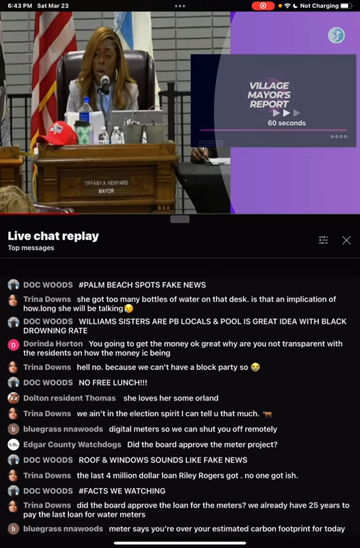 6:43 PM Sat Mar 23
Not Charging
VILLAGE
MAYOR'S
REPORT
60 seconds
TIFFANY A. HENYARD
MAYOR
Live chat replay
Top messages
DOC WOODS #PALM BEACH SPOTS FAKE NEWS
Trina Downs she got too many bottles of water on that desk. is that an implication of
how.long she will be talking😥
DOC WOODS WILLIAMS SISTERS ARE PB LOCALS & POOL IS GREAT IDEA WITH BLACK
DROWNING RATE
D Dorinda Horton You going to get the money ok great why are you not transparent with
the residents on how the money ic being
Trina Downs hell no. because we can't have a block party so 😭
DOC WOODS NO FREE LUNCH!!!
Dolton resident Thomas she loves her some orland
Trina Downs we ain't in the election spirit I can tell u that much. 🐂
b bluegrass nnawoods digital meters so we can shut you off remotely
Edgar County Watchdogs Did the board approve the meter project?
DOC WOODS ROOF & WINDOWS SOUNDS LIKE FAKE NEWS
Trina Downs the last 4 million dollar loan Riley Rogers got . no one got ish.
DOC WOODS #FACTS WE WATCHING
Trina Downs did the board approve the loan for the meters? we already have 25 years to
pay the last loan for water meters
b bluegrass nnawoods meter says you're over your estimated carbon footprint for today